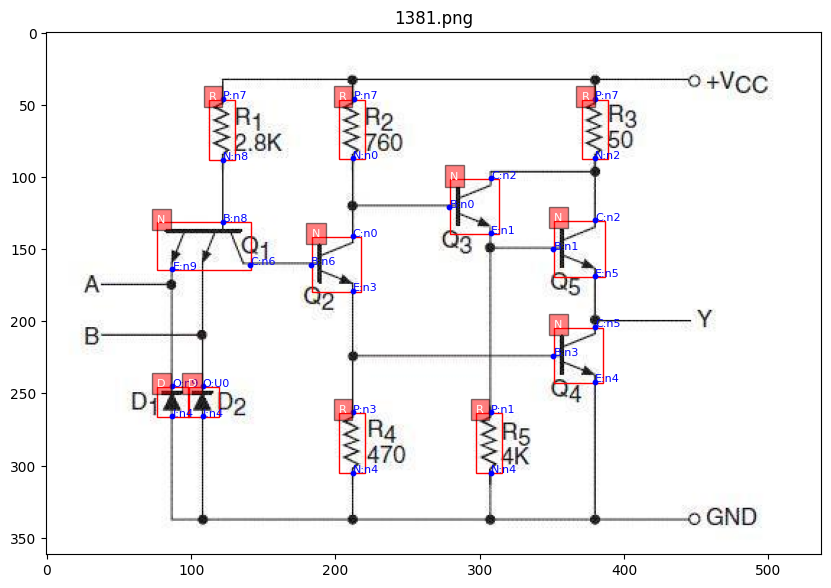 1381.png
0
50
100
150
200
250
300
350
0
100
200
300
400
500
+VCC
R
P:n7
R
P:n7
R
P:n7
R1
2.8K
R2
760
R3
50
N:n8
N:n0
N:n2
N
B:n8
N
C:n2
B:n0
E:n1
Q3
N
C:n0
B:n6
E:n3
Q2
Q1
E:n9
C:n6
N
C:n2
B:n1
E:n5
Q5
A
B
Y
N
C:n5
B:n3
E:n4
Q4
D
D
O:U0
D1
D2
I:n4
R
P:n3
R4
470
N:n4
R
P:n1
R5
4K
N:n4
GND